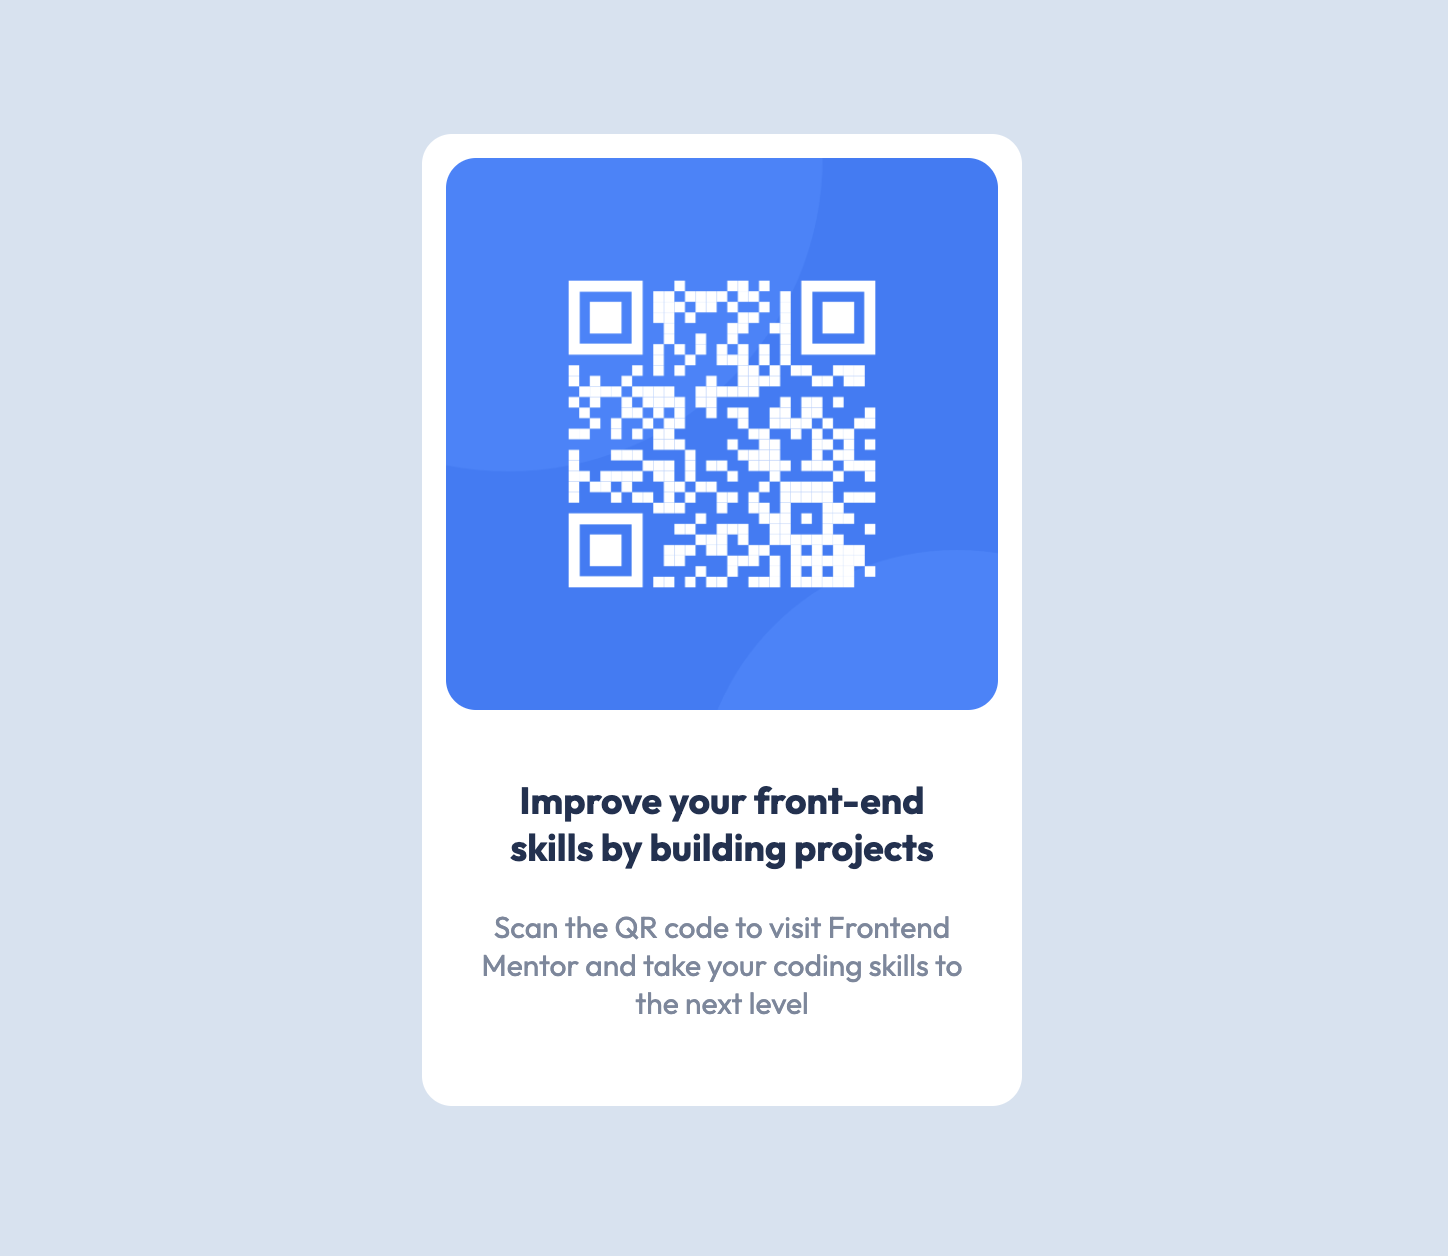 Improve your front-end
skills by building projects
Scan the QR code to visit Frontend
Mentor and take your coding skills to
the next level